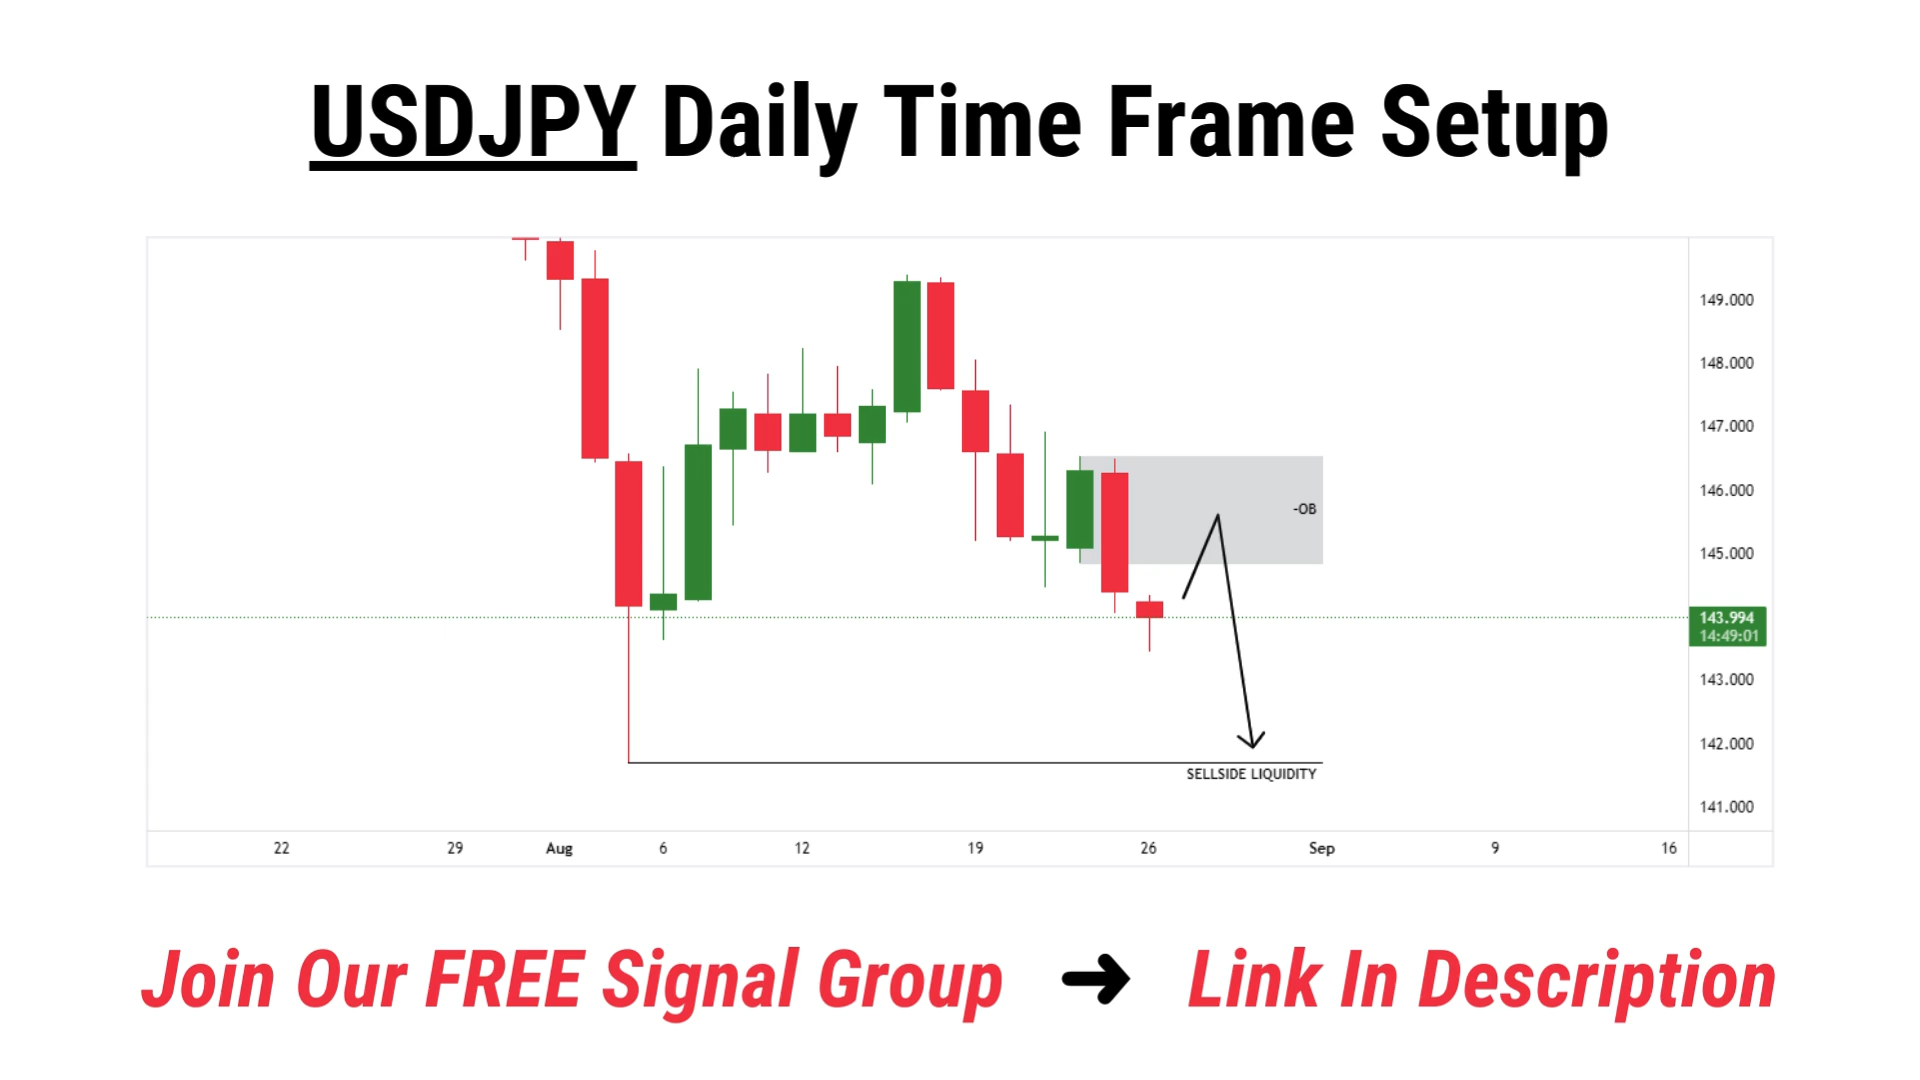 USDJPY Daily Time Frame Setup
149.000
148.000
147.000
146.000
-OB
145.000
143.994
14:49:01
143.000
142.000
SELLSIDE LIQUIDITY
141.000
22 29 Aug 6 12 19 26 Sep 9 16
Join Our FREE Signal Group ➜ Link In Description